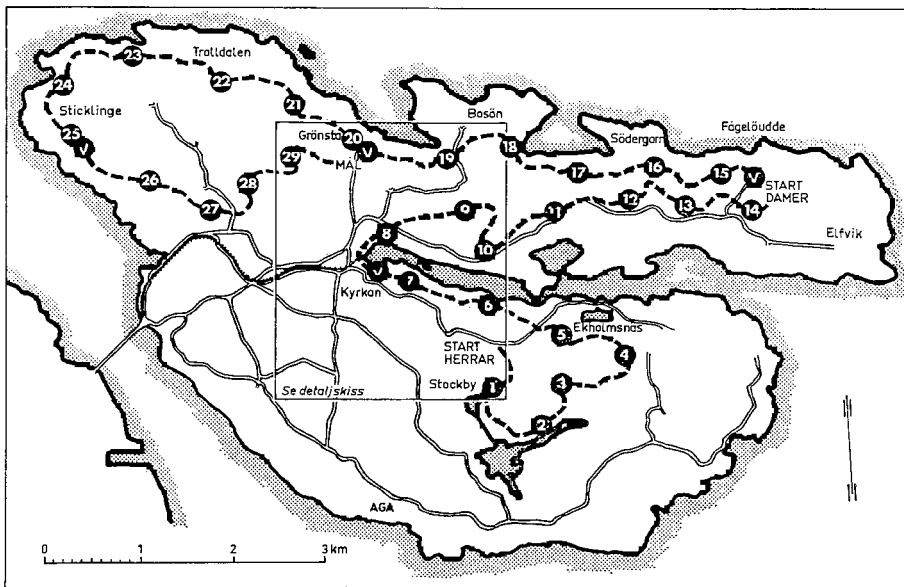 Trolldalen
23
24
22
21
Sticklinge
25
V
26
27
28
29
Grönsta
20
V
MÅL
19
Bosön
18
17
Södergarn
16
Fågelöudde
15
V
START
DAMER
14
13
12
11
Elfvik
9
10
8
V
7
Kyrkan
6
Ekholmsnäs
5
4
START
HERRAR
3
Stockby
1
2
Se detaljskiss
AGA
0 1 2 3 km